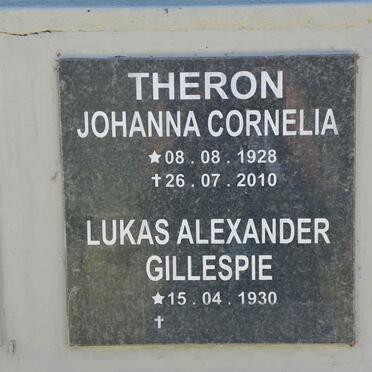 THERON
JOHANNA CORNELIA
★08.08.1928
✝26.07.2010
LUKAS ALEXANDER
GILLESPIE
★15.04.1930
✝